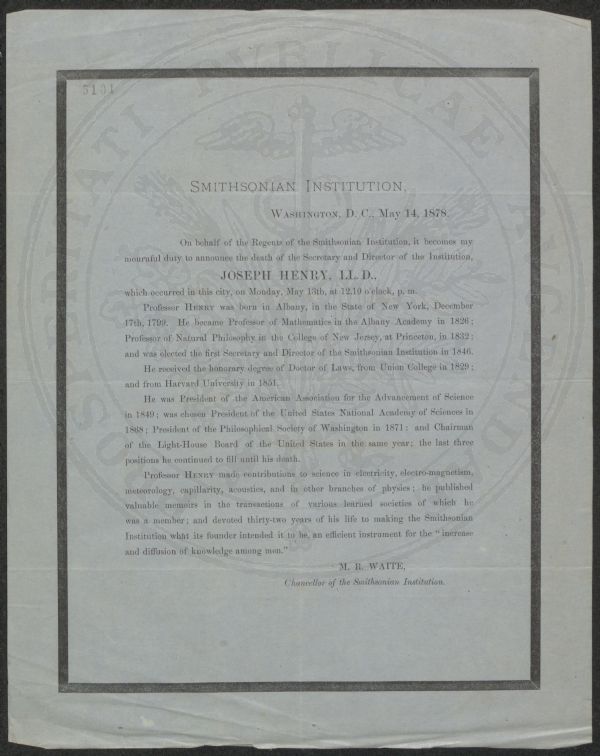 5101
SMITHSONIAN INSTITUTION,
WASHINGTON, D. C., May 14, 1878.
On behalf of the Regents of the Smithsonian Institution, it becomes my
mournful duty to announce the death of the Secretary and Director of the Institution,
JOSEPH HENRY, LL.D.,
which occurred in this city, on Monday, May 13th, at 12.10 o'clock, p. m.
Professor HENRY was born in Albany, in the State of New York, December
17th, 1799. He became Professor of Mathematics in the Albany Academy in 1826;
Professor of Natural Philosophy in the College of New Jersey, at Princeton, in 1832;
and was elected the first Secretary and Director of the Smithsonian Institution in 1846.
He received the honorary degree of Doctor of Laws, from Union College in 1829;
and from Harvard University in 1851.
He was President of the American Association for the Advancement of Science
in 1849; was chosen President of the United States National Academy of Sciences in
1868; President of the Philosophical Society of Washington in 1871: and Chairman
of the Light-House Board of the United States in the same year; the last three
positions he continued to fill until his death.
Professor HENRY made contributions to science in electricity, electro-magnetism,
meteorology, capillarity, acoustics, and in other branches of physics; he published
valuable memoirs in the transactions of various learned societies of which he
was a member; and devoted thirty-two years of his life to making the Smithsonian
Institution what its founder intended it to be, an efficient instrument for the "increase
and diffusion of knowledge among men."
M. R. WAITE,
Chancellor of the Smithsonian Institution.